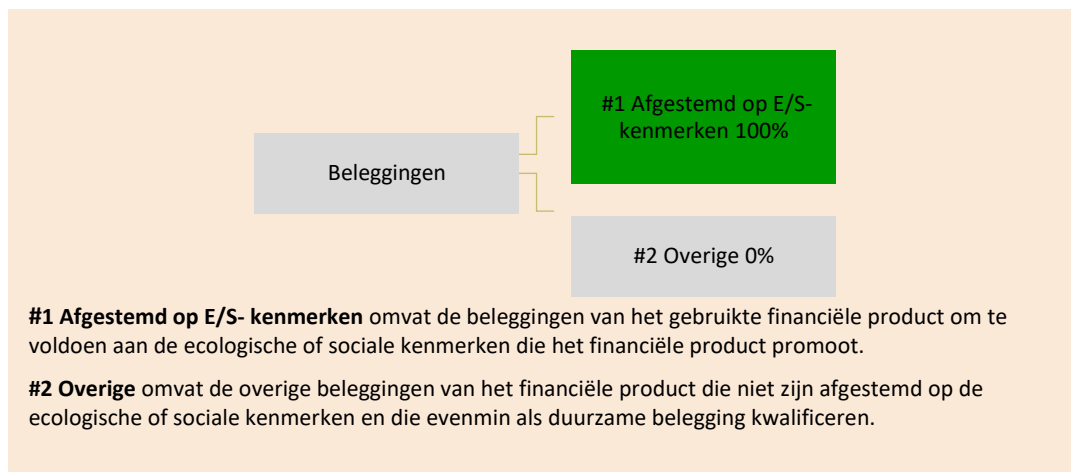 #1 Afgestemd op E/S-
kenmerken 100%
Beleggingen
#2 Overige 0%
#1 Afgestemd op E/S- kenmerken omvat de beleggingen van het gebruikte financiële product om te
voldoen aan de ecologische of sociale kenmerken die het financiële product promoot.
#2 Overige omvat de overige beleggingen van het financiële product die niet zijn afgestemd op de
ecologische of sociale kenmerken en die evenmin als duurzame belegging kwalificeren.